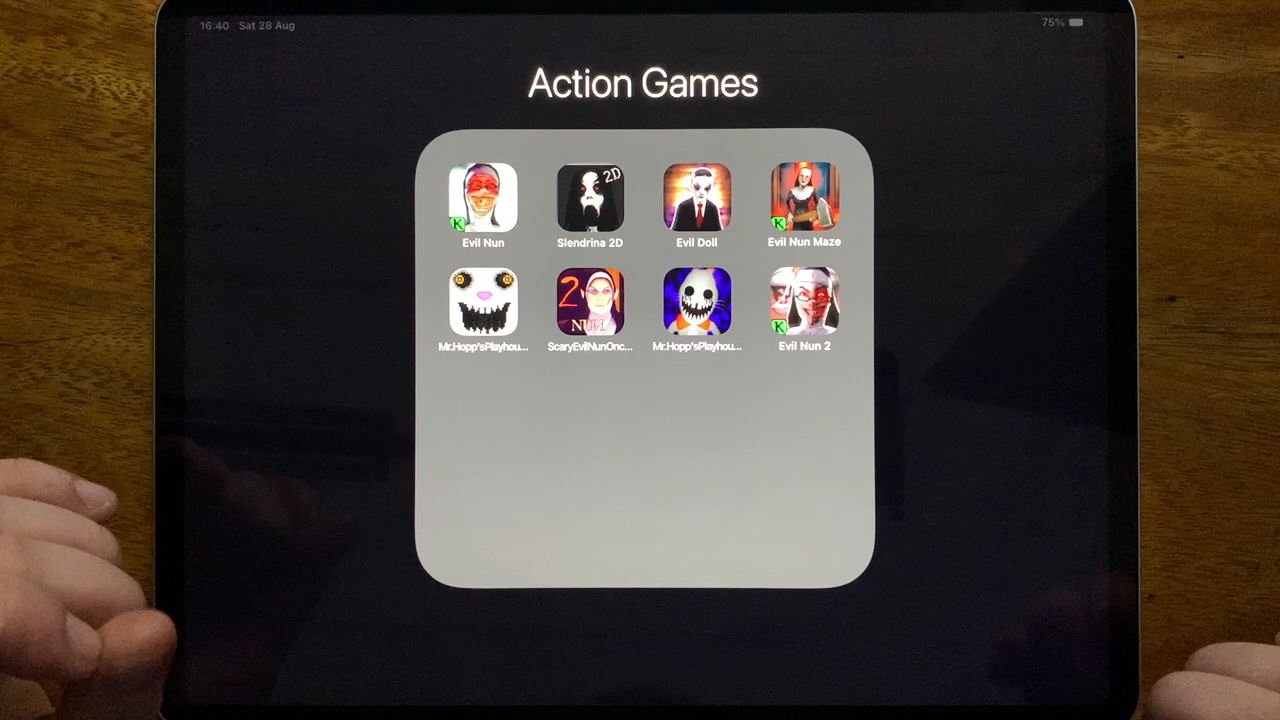 16:40 Sat 28 Aug 75%
Action Games
K
2D
K
Evil Nun Slendrina 2D Evil Doll Evil Nun Maze
2
NUN
K
Mr.Hopp'sPlayhou... ScaryEvilNunOnc... Mr.Hopp'sPlayhou... Evil Nun 2